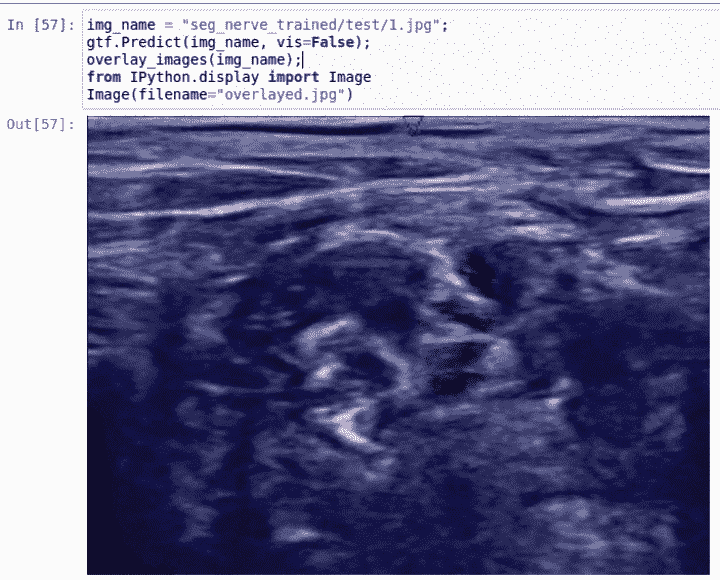 In [57]: img_name = "seg_nerve_trained/test/1.jpg";
gtf.Predict(img_name, vis=False);
overlay_images(img_name);
from IPython.display import Image
Image(filename="overlayed.jpg")
Out[57]: